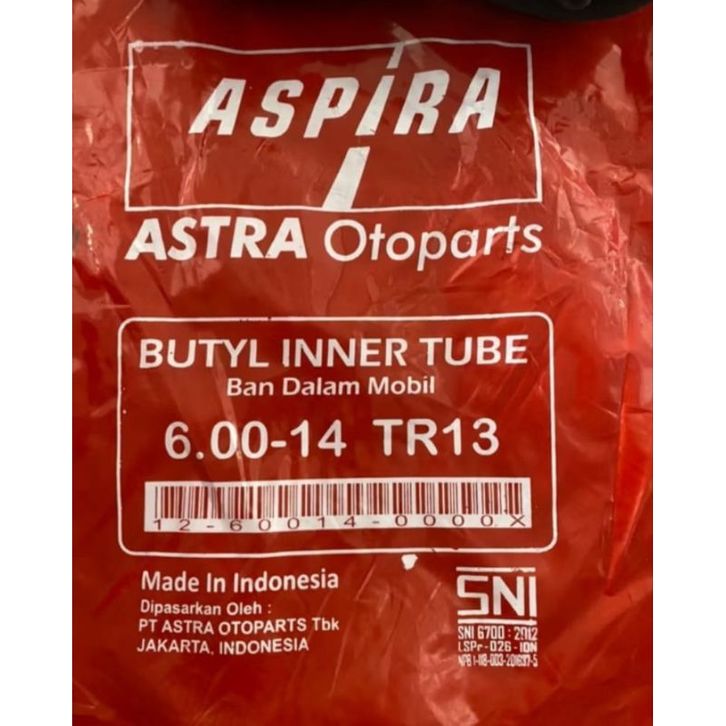 ASPIRA
ASTRA Otoparts
BUTYL INNER TUBE
Ban Dalam Mobil
6.00-14 TR13
12-60014-0000X
Made In Indonesia
Dipasarkan Oleh :
PT ASTRA OTOPARTS Tbk
JAKARTA, INDONESIA
SNI
SNI 6700 : 2012
LSPr-026-IDN